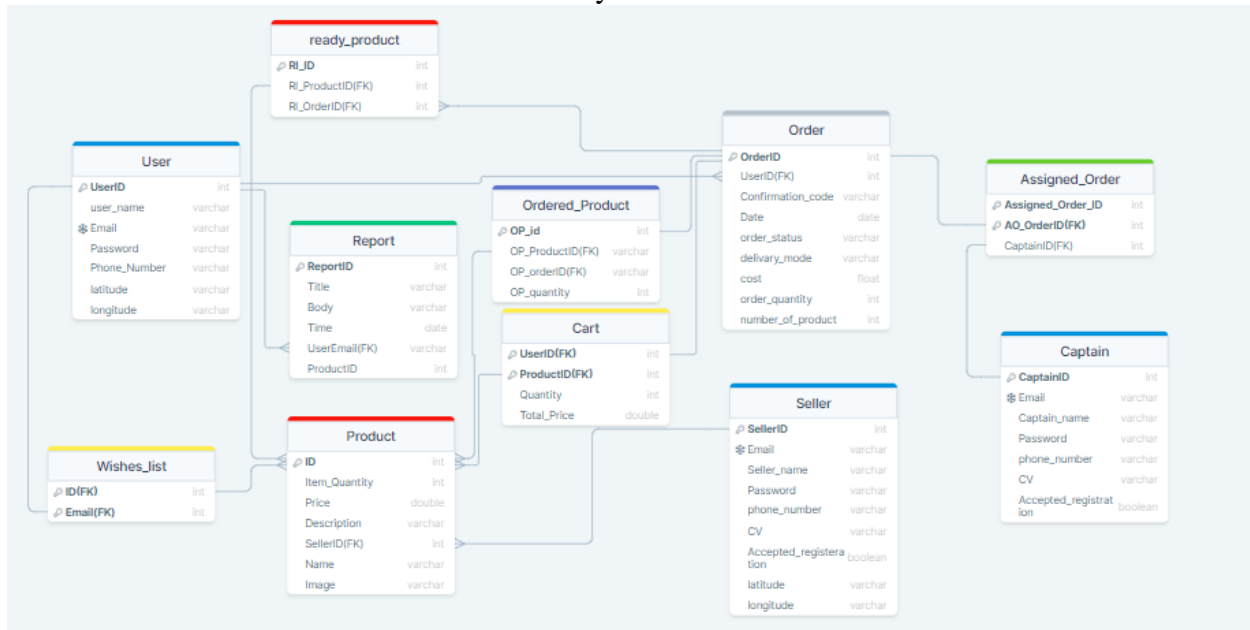 ready_product
RI_ID int
RI_ProductID(FK) int
RI_OrderID(FK) int
User
UserID int
user_name varchar
Email varchar
Password varchar
Phone_Number varchar
latitude varchar
longitude varchar
Report
ReportID int
Title varchar
Body varchar
Time date
UserEmail(FK) varchar
ProductID int
Ordered_Product
OP_id int
OP_ProductID(FK) varchar
OP_orderID(FK) varchar
OP_quantity int
Order
OrderID int
UserID(FK) int
Confirmation_code varchar
Date date
order_status varchar
delivary_mode varchar
cost float
order_quantity int
number_of_product int
Assigned_Order
Assigned_Order_ID int
AO_OrderID(FK) int
CaptainID(FK) int
Cart
UserID(FK) int
ProductID(FK) int
Quantity int
Total_Price double
Captain
CaptainID int
Email varchar
Captain_name varchar
Password varchar
phone_number varchar
CV varchar
Accepted_registrat
ion boolean
Seller
SellerID int
Email varchar
Seller_name varchar
Password varchar
phone_number varchar
CV varchar
Accepted_registera
tion boolean
latitude varchar
longitude varchar
Product
ID int
Item_Quantity int
Price double
Description varchar
SellerID(FK) int
Name varchar
Image varchar
Wishes_list
ID(FK) int
Email(FK) int